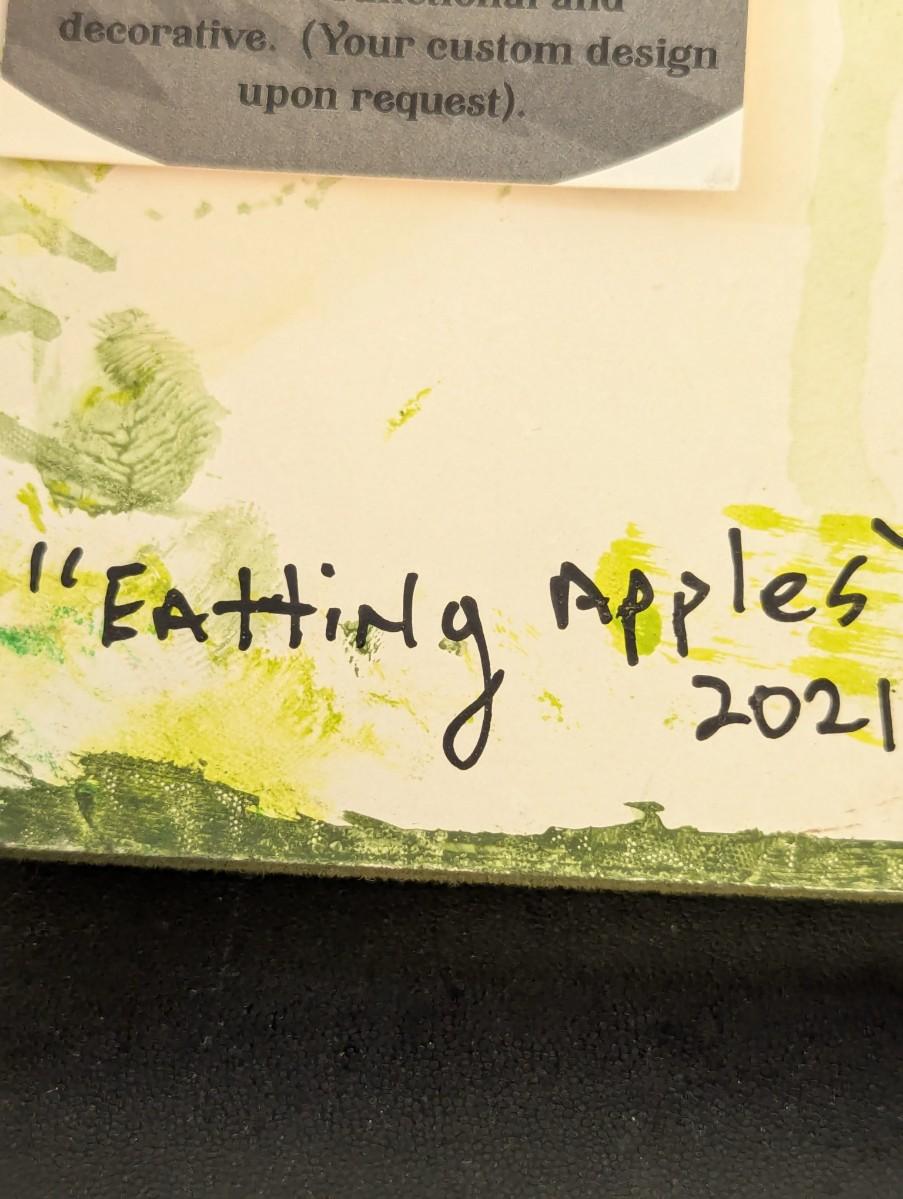 decorative. (Your custom design
upon request).
"EAttiNg Apples"
2021